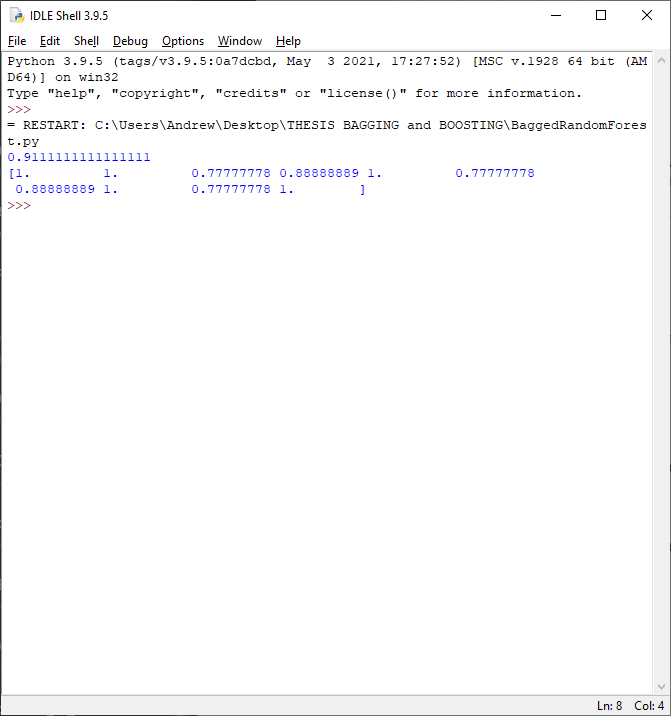 IDLE Shell 3.9.5
File Edit Shell Debug Options Window Help
Python 3.9.5 (tags/v3.9.5:0a7dcbd, May  3 2021, 17:27:52) [MSC v.1928 64 bit (AM
D64)] on win32
Type "help", "copyright", "credits" or "license()" for more information.
>>>
= RESTART: C:\Users\Andrew\Desktop\THESIS BAGGING and BOOSTING\BaggedRandomFores
t.py
0.9111111111111111
[1.         1.         0.77777778 0.88888889 1.         0.77777778
 0.88888889 1.         0.77777778 1.        ]
>>>
Ln: 8 Col: 4